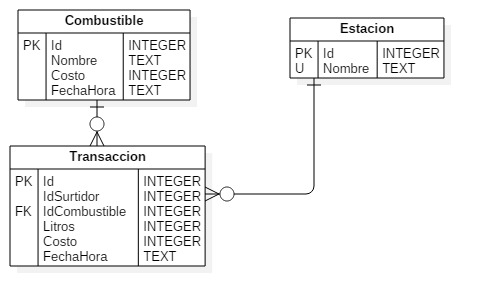 Combustible
PK Id INTEGER
Nombre TEXT
Costo INTEGER
FechaHora TEXT
Estacion
PK Id INTEGER
U Nombre TEXT
Transaccion
PK Id INTEGER
IdSurtidor INTEGER
FK IdCombustible INTEGER
Litros INTEGER
Costo INTEGER
FechaHora TEXT